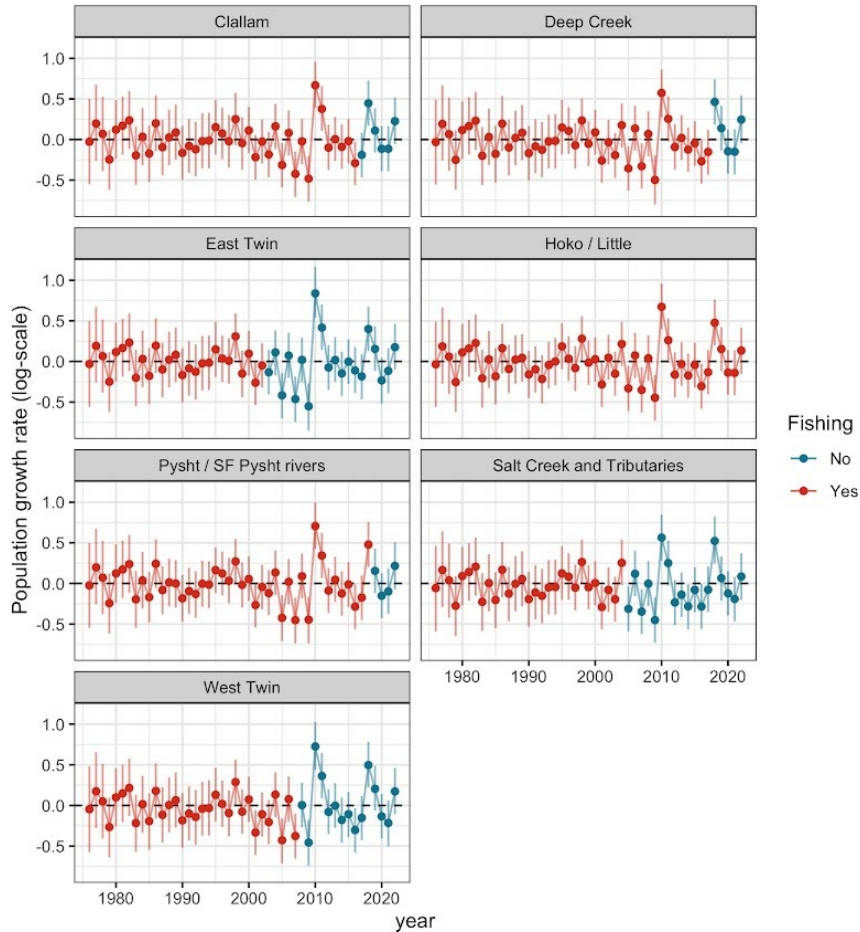 Clallam
Deep Creek
1.0
0.5
0.0
-0.5
East Twin
Hoko / Little
1.0
0.5
0.0
-0.5
Population growth rate (log-scale)
Fishing
No
Yes
Pysht / SF Pysht rivers
Salt Creek and Tributaries
1.0
0.5
0.0
-0.5
1980 1990 2000 2010 2020
West Twin
1.0
0.5
0.0
-0.5
1980 1990 2000 2010 2020
year